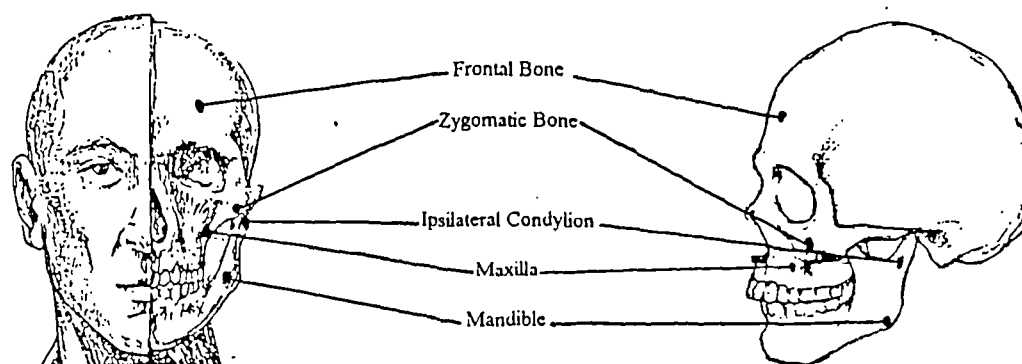 Frontal Bone
Zygomatic Bone
Ipsilateral Condylion
Maxilla
Mandible